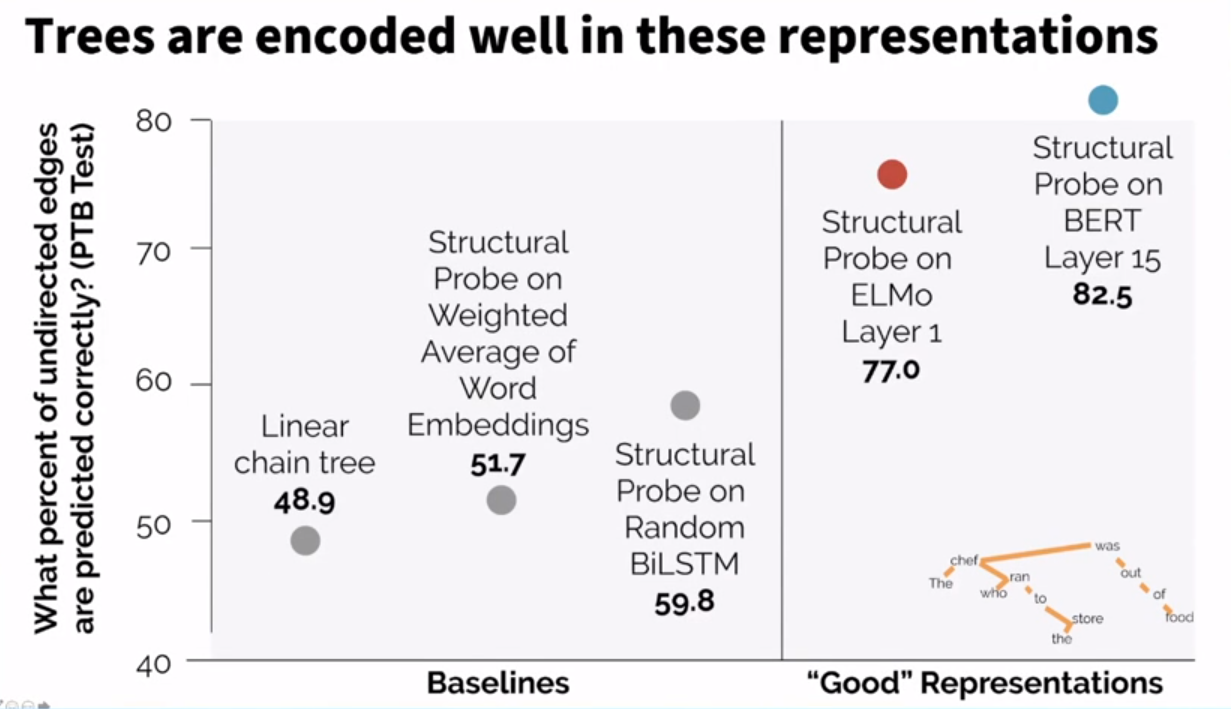 Trees are encoded well in these representations
What percent of undirected edges
are predicted correctly? (PTB Test)
80
70
60
50
40
Linear
chain tree
48.9
Structural
Probe on
Weighted
Average of
Word
Embeddings
51.7
Structural
Probe on
Random
BiLSTM
59.8
Structural
Probe on
ELMo
Layer 1
77.0
Structural
Probe on
BERT
Layer 15
82.5
The
chef
who
ran
to
the
store
was
out
of
food
Baselines
“Good” Representations